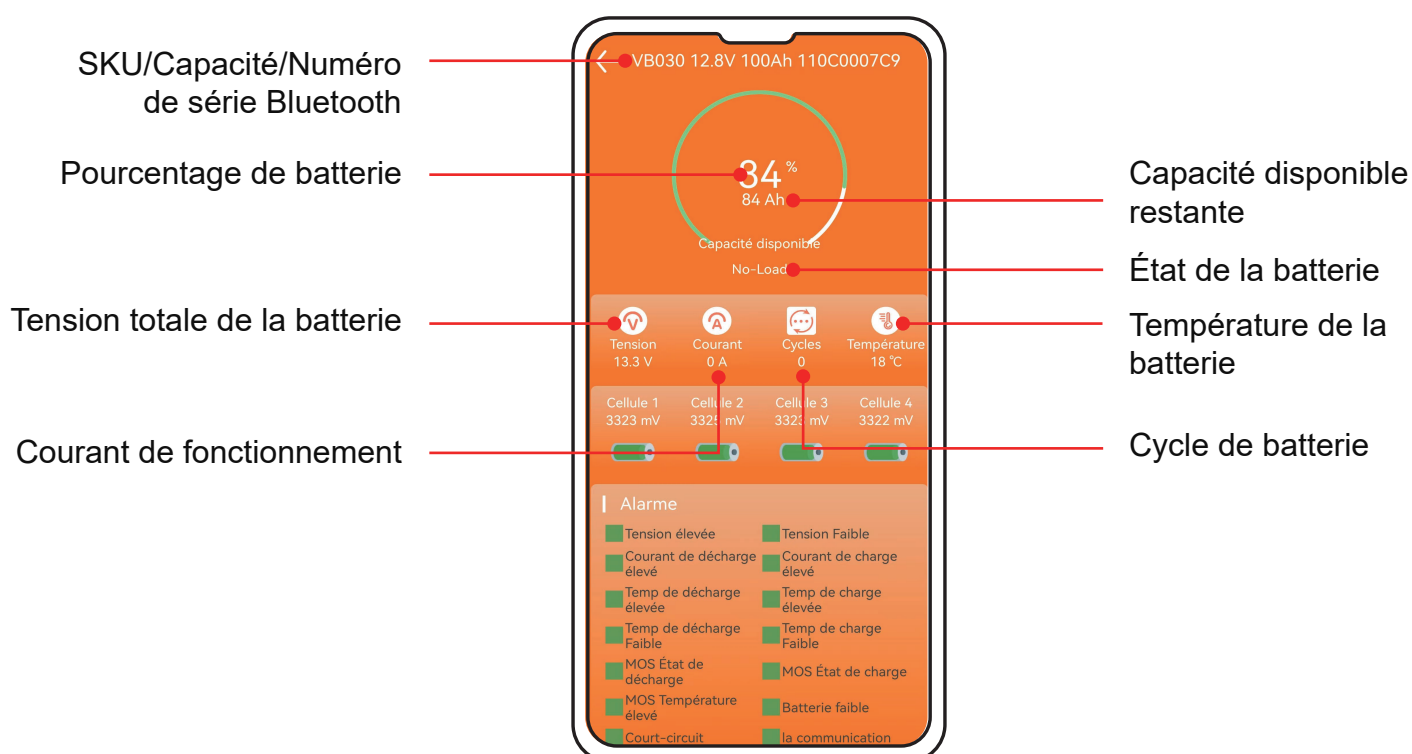 SKU/Capacité/Numéro
de série Bluetooth
Pourcentage de batterie
Tension totale de la batterie
Courant de fonctionnement
VB030 12.8V 100Ah 110C0007C9
34 %
84 Ah
Capacité disponible
No-Load
Tension
13.3 V
Courant
0 A
Cycles
0
Température
18 °C
Cellule 1
3323 mV
Cellule 2
3325 mV
Cellule 3
3323 mV
Cellule 4
3322 mV
Alarme
Tension élevée
Tension Faible
Courant de décharge
élevé
Courant de charge
élevé
Temp de décharge
élevée
Temp de charge
élevée
Temp de décharge
Faible
Temp de charge
Faible
MOS État de
décharge
MOS État de charge
MOS Température
élevé
Batterie faible
Court-circuit
la communication
Capacité disponible
restante
État de la batterie
Température de la
batterie
Cycle de batterie